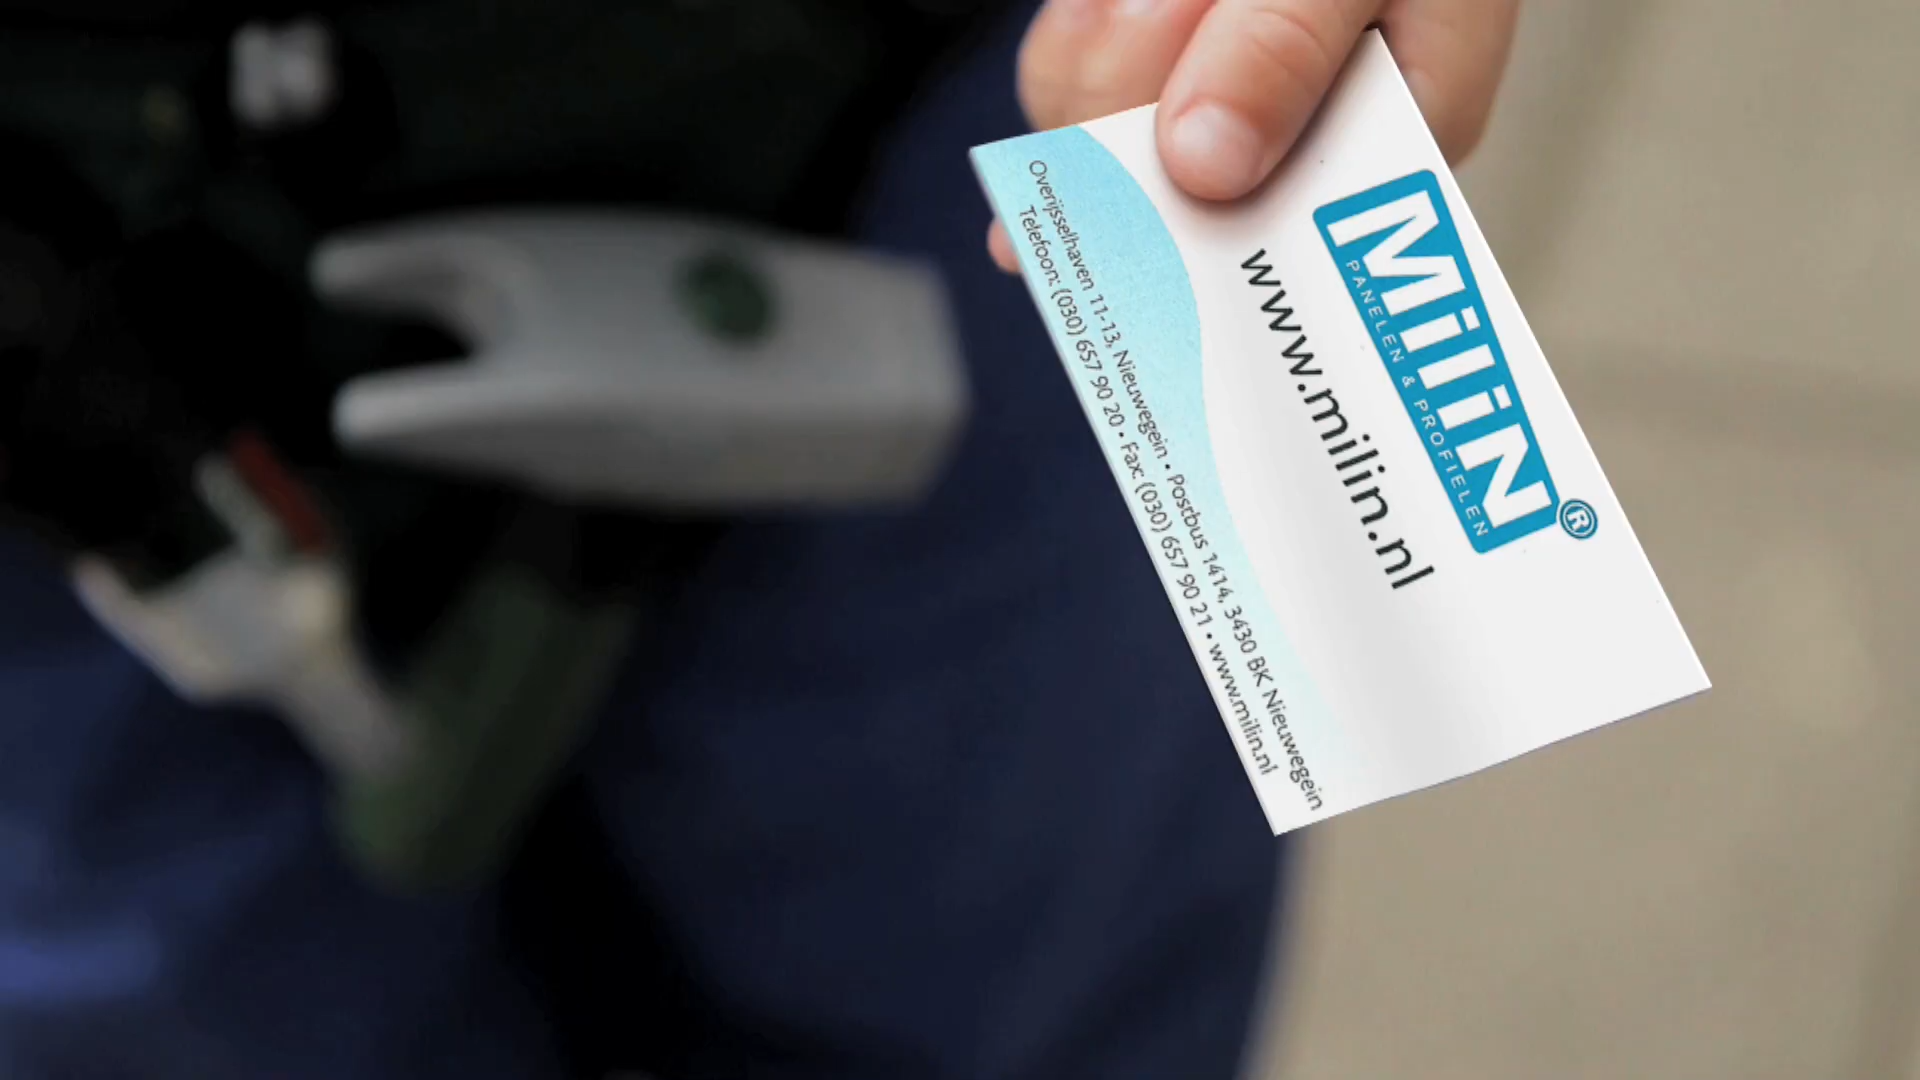 MiliN®
PANELEN & PROFIELEN
www.milin.nl
Overijsselhaven 11-13, Nieuwegein • Postbus 1414, 3430 BK Nieuwegein
Telefoon: (030) 657 90 20 • Fax: (030) 657 90 21 • www.milin.nl